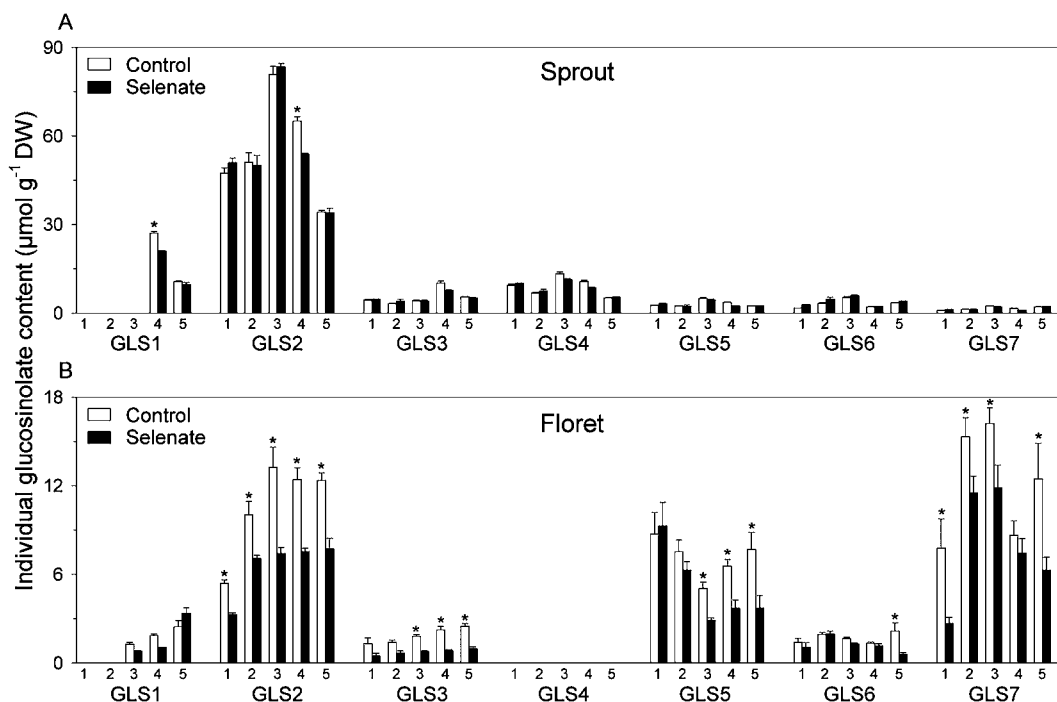 A
Individual glucosinolate content (µmol g⁻¹ DW)
90
60
30
0
Control
Selenate
Sprout
*
*
1 2 3 4 5 1 2 3 4 5 1 2 3 4 5 1 2 3 4 5 1 2 3 4 5 1 2 3 4 5 1 2 3 4 5
GLS1 GLS2 GLS3 GLS4 GLS5 GLS6 GLS7
B
18
12
6
0
Control
Selenate
Floret
* * * * * * * * * * * * * * *
1 2 3 4 5 1 2 3 4 5 1 2 3 4 5 1 2 3 4 5 1 2 3 4 5 1 2 3 4 5 1 2 3 4 5
GLS1 GLS2 GLS3 GLS4 GLS5 GLS6 GLS7